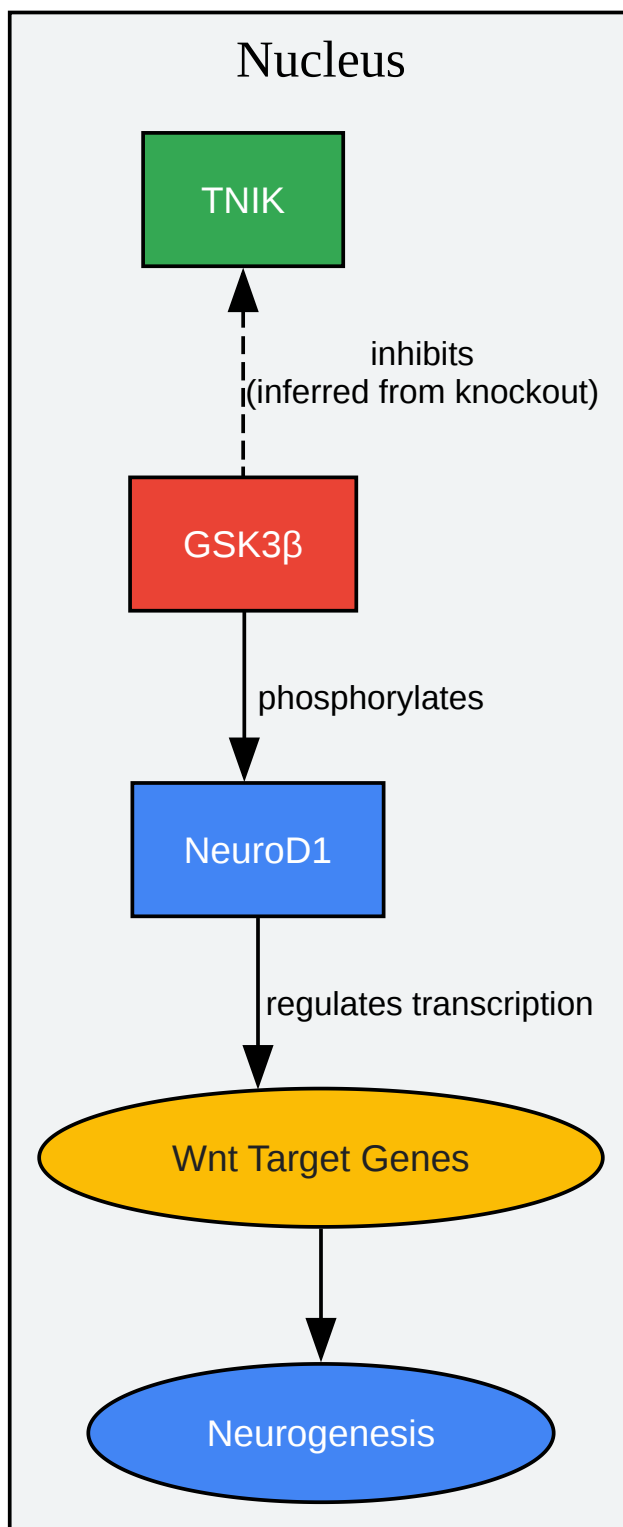 Nucleus
TNIK
inhibits
(inferred from knockout)
GSK3β
phosphorylates
NeuroD1
regulates transcription
Wnt Target Genes
Neurogenesis